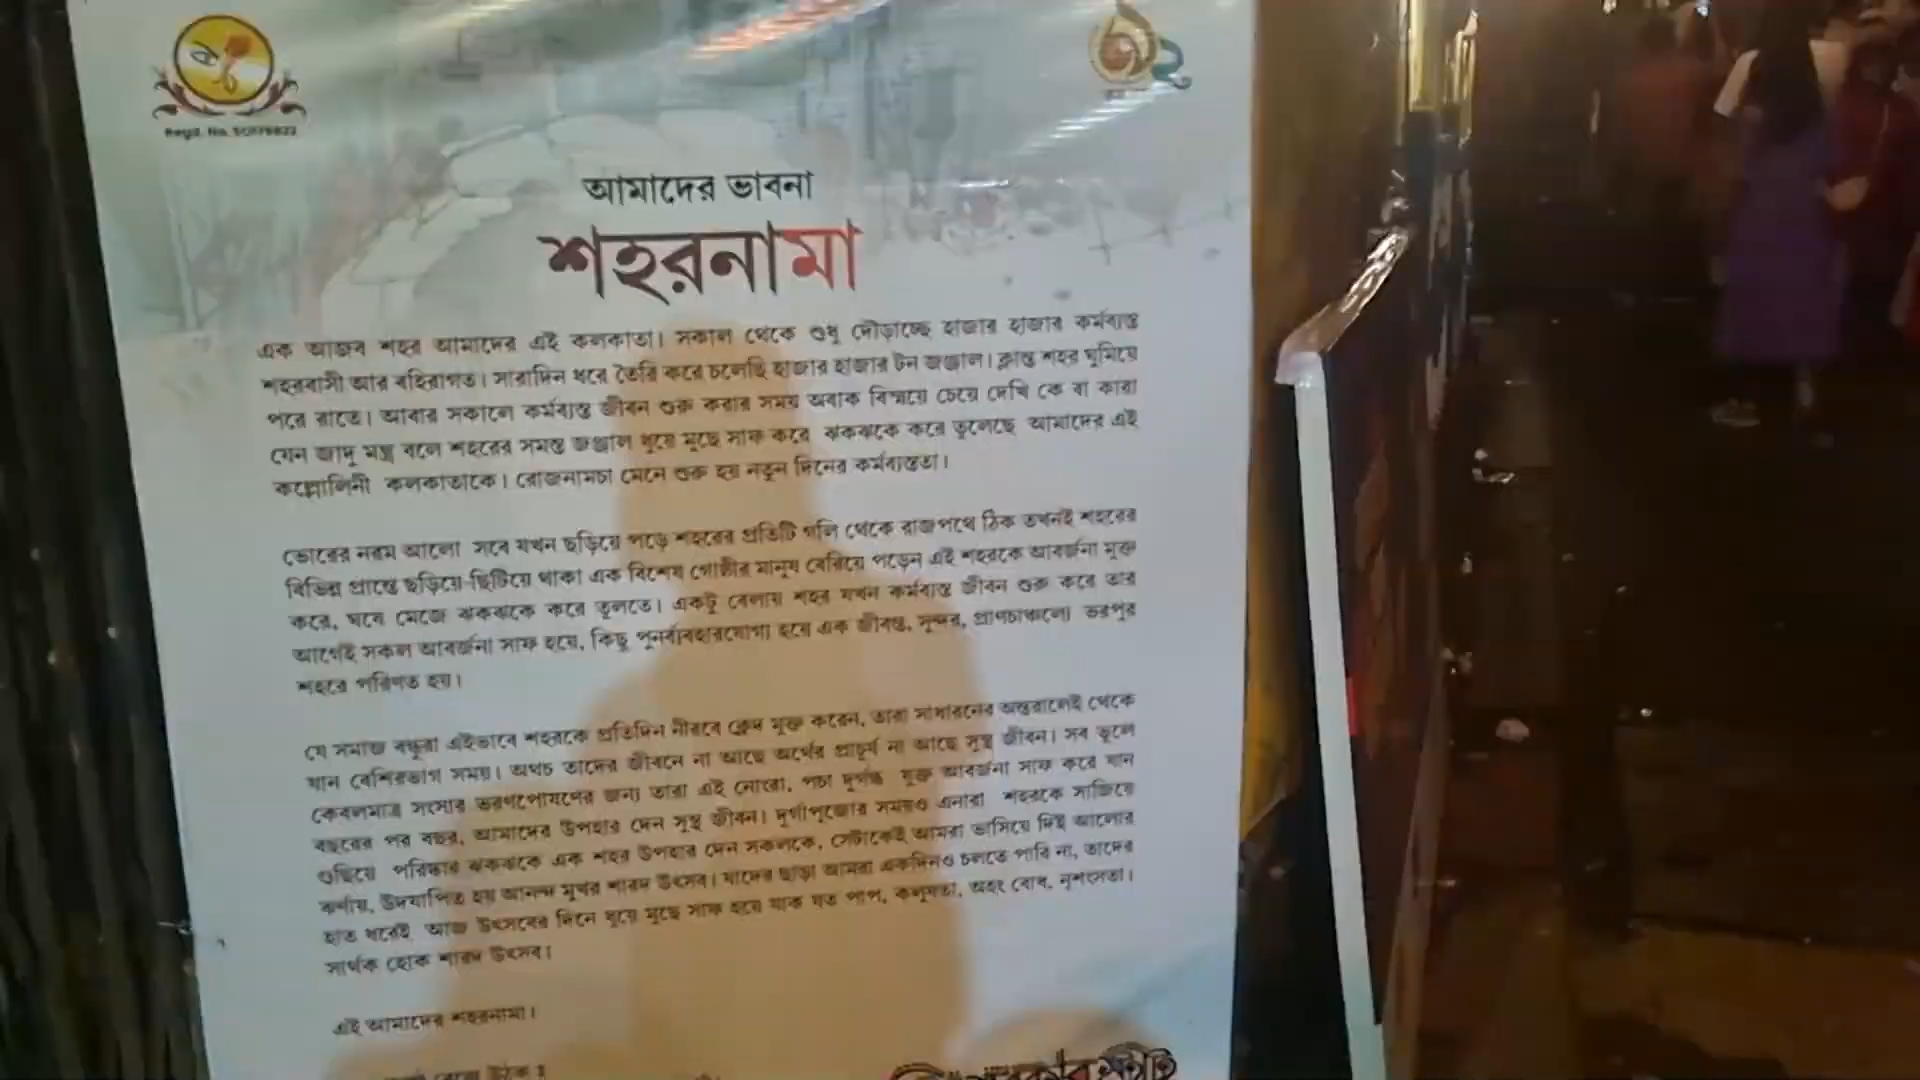 Regd. No.
আমাদের ভাবনা
শহরনামা
এক আজব শহর আমাদের এই কলকাতা। সকাল থেকে শুধু দৌড়াচ্ছে হাজার হাজার কর্মব্যস্ত
শহরবাসী আর বহিরাগত। সারাদিন ধরে তৈরি করে চলেছি হাজার হাজার টন জঞ্জাল। ক্লান্ত শহর ঘুমিয়ে
পরে রাতে। আবার সকালে কর্মব্যস্ত জীবন শুরু করার সময় অবাক বিস্ময়ে চেয়ে দেখি কে বা কারা
যেন জাদু মন্ত্র বলে শহরের সমস্ত জঞ্জাল ধুয়ে মুছে সাফ করে ঝকঝকে করে তুলেছে আমাদের এই
কল্লোলিনী কলকাতাকে। রোজনামচা মেনে শুরু হয় নতুন দিনের কর্মব্যস্ততা।
ভোরের নরম আলো সবে যখন ছড়িয়ে পড়ে শহরের প্রতিটি গলি থেকে রাজপথে ঠিক তখনই শহরের
বিভিন্ন প্রান্তে ছড়িয়ে-ছিটিয়ে থাকা এক বিশেষ গোষ্ঠীর মানুষ বেরিয়ে পড়েন এই শহরকে আবর্জনা মুক্ত
করে, ঘষে মেজে ঝকঝকে করে তুলতে। একটু বেলায় শহর যখন কর্মব্যস্ত জীবন শুরু করে তার
আগেই সকল আবর্জনা সাফ হয়ে, কিছু পুনর্ব্যবহারযোগ্য হয়ে এক জীবন্ত, সুন্দর, প্রাণচাঞ্চল্যে ভরপুর
শহরে পরিণত হয়।
যে সমাজ বন্ধুরা এইভাবে শহরকে প্রতিদিন নীরবে ক্লেদ মুক্ত করেন, তারা সাধারনের অন্তরালেই থেকে
যান বেশিরভাগ সময়। অথচ তাদের জীবনে না আছে অর্থের প্রাচুর্য না আছে সুস্থ জীবন। সব ভুলে
কেবলমাত্র সংসার ভরণপোষণের জন্য তারা এই নোংরা, পচা দুর্গন্ধ যুক্ত আবর্জনা সাফ করে যান
বছরের পর বছর, আমাদের উপহার দেন সুস্থ জীবন। দুর্গাপুজোর সময়ও এনারা শহরকে সাজিয়ে
গুছিয়ে পরিষ্কার ঝকঝকে এক শহর উপহার দেন সকলকে, সেটাকেই আমরা ভাসিয়ে দিই আলোর
ঝর্ণায়, উদযাপিত হয় আনন্দ মুখর শারদ উৎসব। যাদের ছাড়া আমরা একদিনও চলতে পারি না, তাদের
হাত ধরেই আজ উৎসবের দিনে ধুয়ে মুছে সাফ হয়ে যাক যত পাপ, কলুষতা, অহং বোধ, নৃশংসতা।
সার্থক হোক শারদ উৎসব।
এই আমাদের শহরনামা।